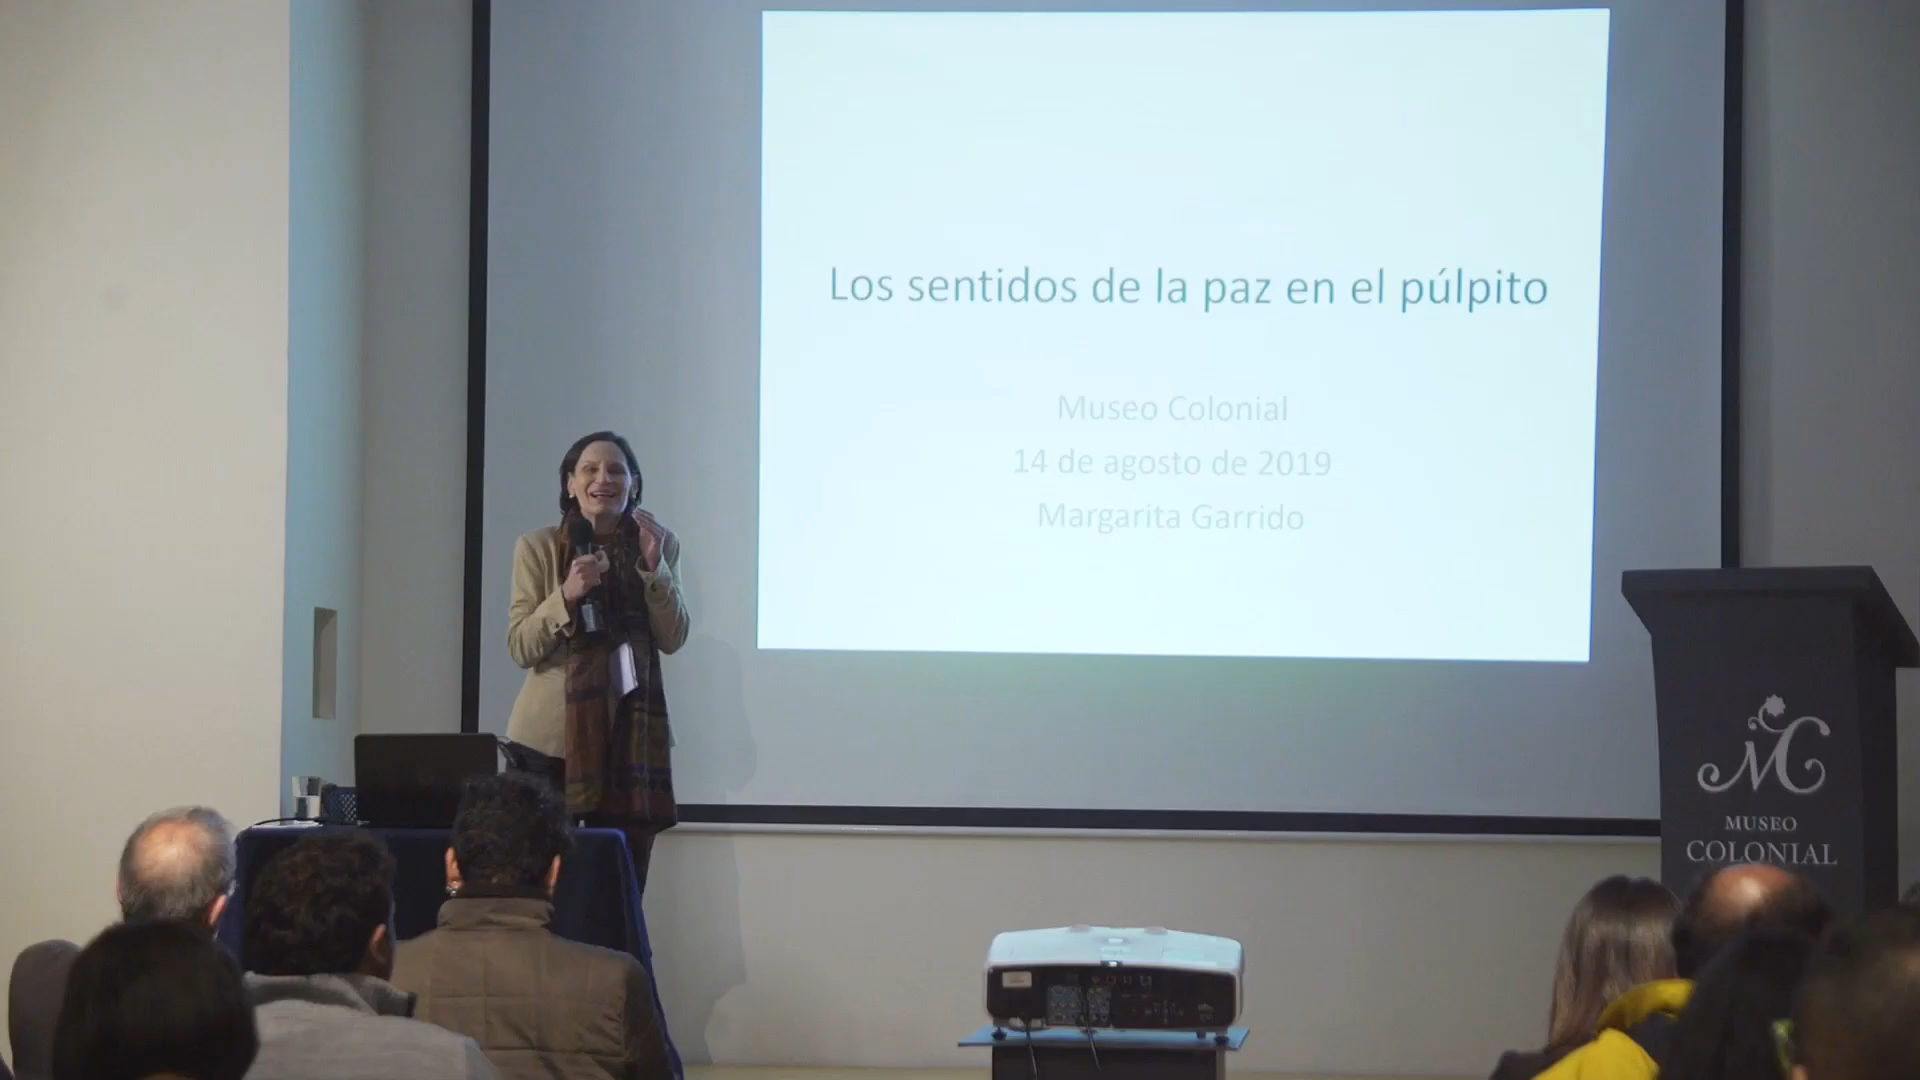 Los sentidos de la paz en el púlpito
Museo Colonial
14 de agosto de 2019
Margarita Garrido
MC
MUSEO
COLONIAL